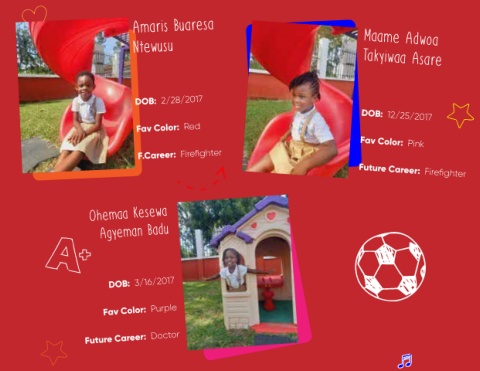 Amaris Buaresa
Ntewusu
DOB: 2/28/2017
Fav Color: Red
F.Career: Firefighter
Maame Adwoa
Takyiwaa Asare
DOB: 12/25/2017
Fav Color: Pink
Future Career: Firefighter
Ohemaa Kesewa
Agyeman Badu
DOB: 3/16/2017
Fav Color: Purple
Future Career: Doctor
A+